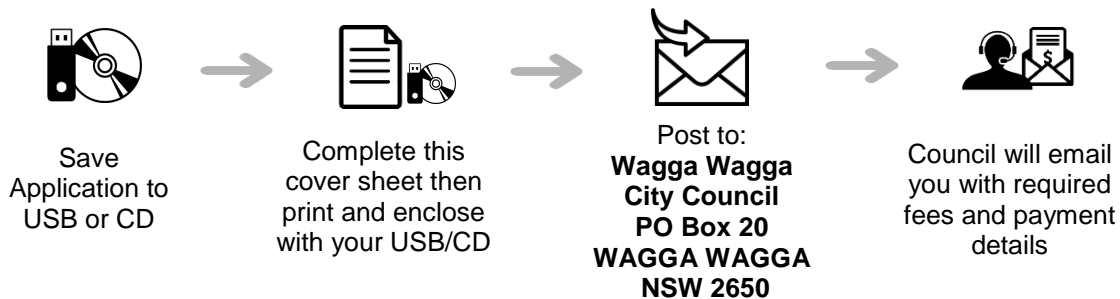 Save
Application to
USB or CD
Complete this
cover sheet then
print and enclose
with your USB/CD
Post to:
Wagga Wagga
City Council
PO Box 20
WAGGA WAGGA
NSW 2650
$
Council will email
you with required
fees and payment
details